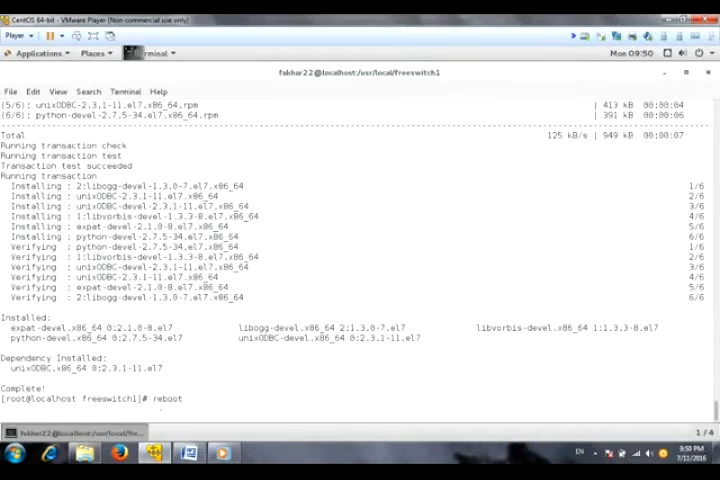 CentOS 64-bit - VMware Player (Non-commercial use only)
Player
Applications Places Terminal Mon 09:50
fakhar22@localhost:/usr/local/freeswitch1
File Edit View Search Terminal Help
(5/6): unixODBC-2.3.1-11.el7.x86_64.rpm | 413 kB 00:00:04
(6/6): python-devel-2.7.5-34.el7.x86_64.rpm | 391 kB 00:00:06
--------------------------------------------------------------------------------
Total 125 kB/s | 949 kB 00:00:07
Running transaction check
Running transaction test
Transaction test succeeded
Running transaction
Installing : 2:libogg-devel-1.3.0-7.el7.x86_64 1/6
Installing : unixODBC-2.3.1-11.el7.x86_64 2/6
Installing : unixODBC-devel-2.3.1-11.el7.x86_64 3/6
Installing : 1:libvorbis-devel-1.3.3-8.el7.x86_64 4/6
Installing : expat-devel-2.1.0-8.el7.x86_64 5/6
Installing : python-devel-2.7.5-34.el7.x86_64 6/6
Verifying : python-devel-2.7.5-34.el7.x86_64 1/6
Verifying : 1:libvorbis-devel-1.3.3-8.el7.x86_64 2/6
Verifying : unixODBC-devel-2.3.1-11.el7.x86_64 3/6
Verifying : unixODBC-2.3.1-11.el7.x86_64 4/6
Verifying : expat-devel-2.1.0-8.el7.x86_64 5/6
Verifying : 2:libogg-devel-1.3.0-7.el7.x86_64 6/6
Installed:
expat-devel.x86_64 0:2.1.0-8.el7 libogg-devel.x86_64 2:1.3.0-7.el7 libvorbis-devel.x86_64 1:1.3.3-8.el7
python-devel.x86_64 0:2.7.5-34.el7 unixODBC-devel.x86_64 0:2.3.1-11.el7
Dependency Installed:
unixODBC.x86_64 0:2.3.1-11.el7
Complete!
[root@localhost freeswitch1]# reboot
fakhar22@localhost:/usr/local/fre... 1 / 4
EN 9:50 PM
7/11/2016